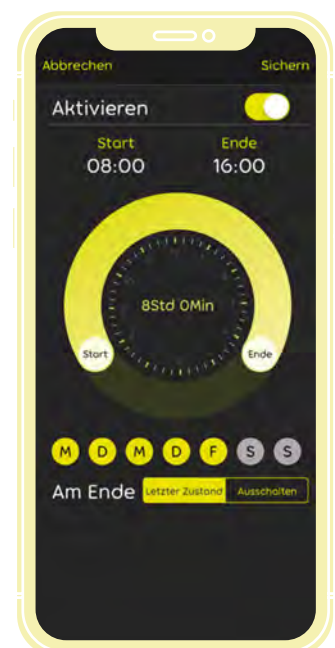 Abbrechen Sichern
Aktivieren
Start Ende
08:00 16:00
8Std 0Min
Start Ende
M D M D F S S
Am Ende Letzter Zustand Ausschalten